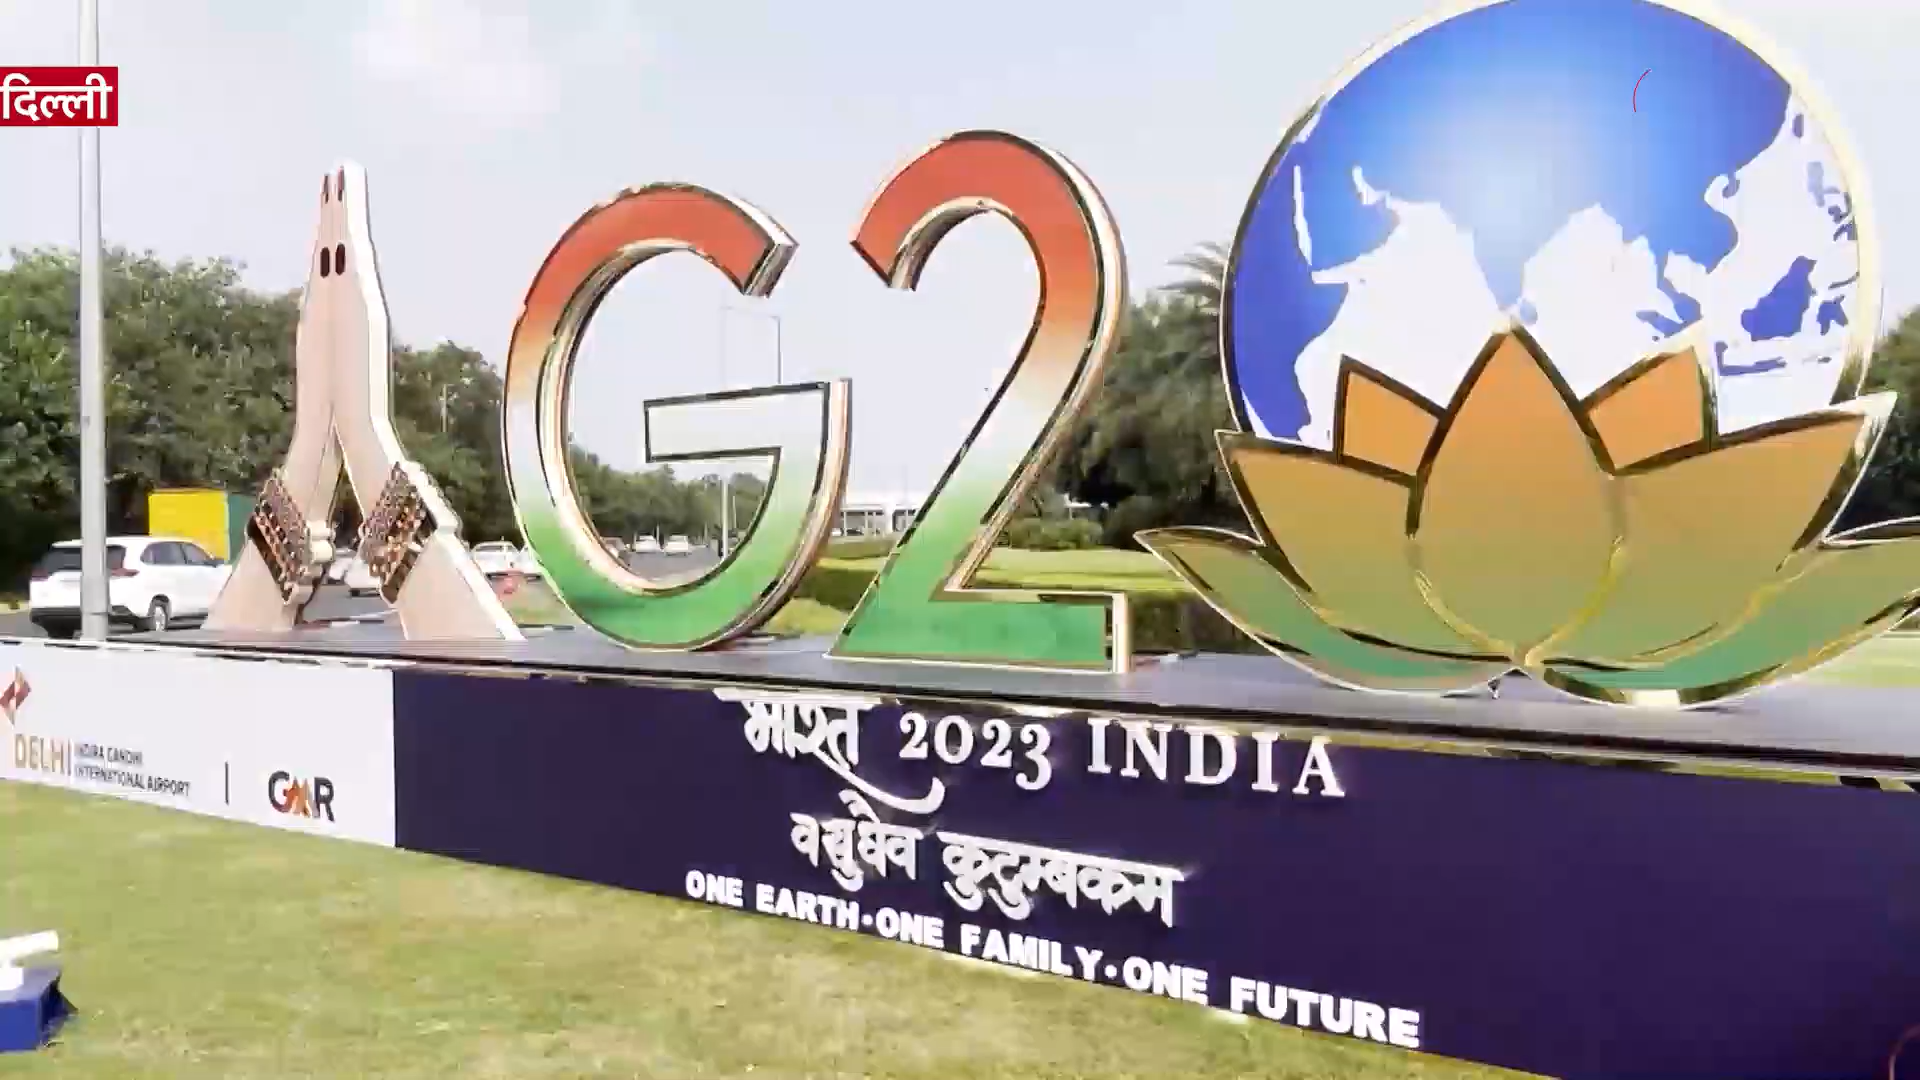 दिल्ली
G20
DELHI
INDIRA GANDHI
INTERNATIONAL AIRPORT
GMR
भारत 2023 INDIA
वसुधैव कुटुम्बकम
ONE EARTH·ONE FAMILY·ONE FUTURE